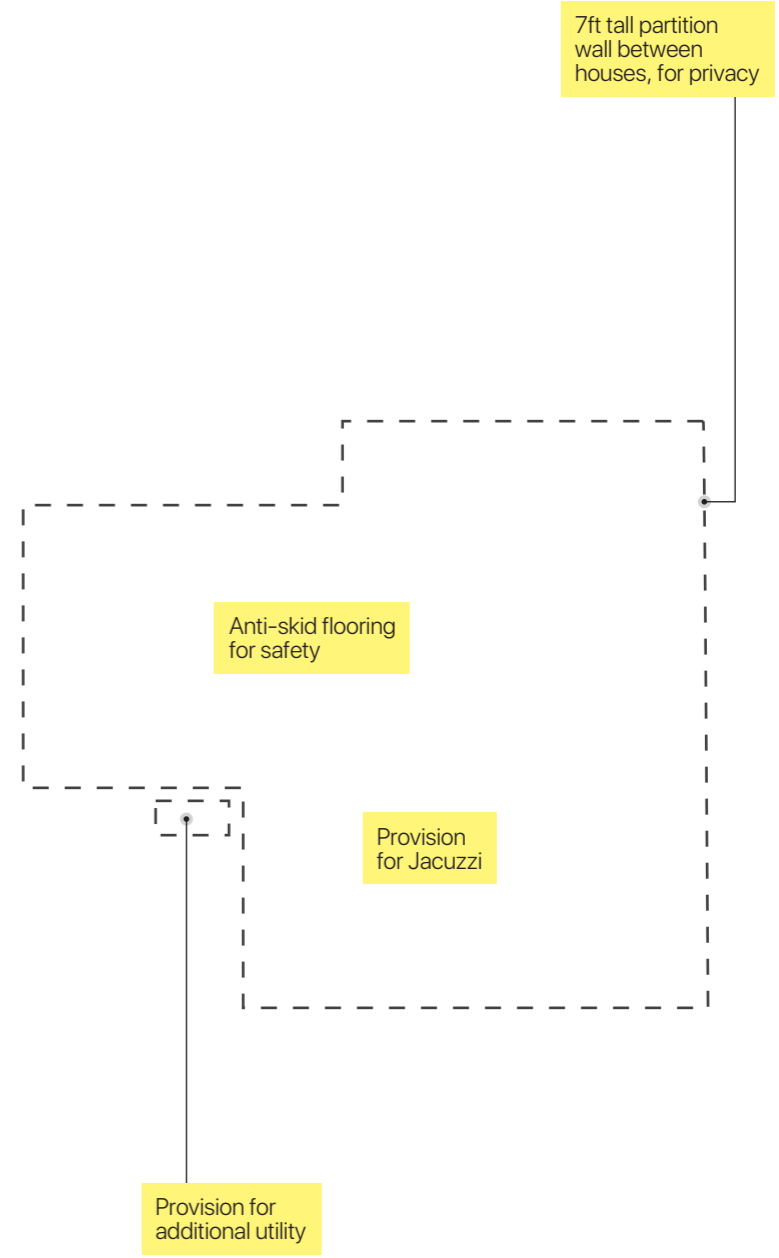 7ft tall partition
wall between
houses, for privacy
Anti-skid flooring
for safety
Provision
for Jacuzzi
Provision for
additional utility